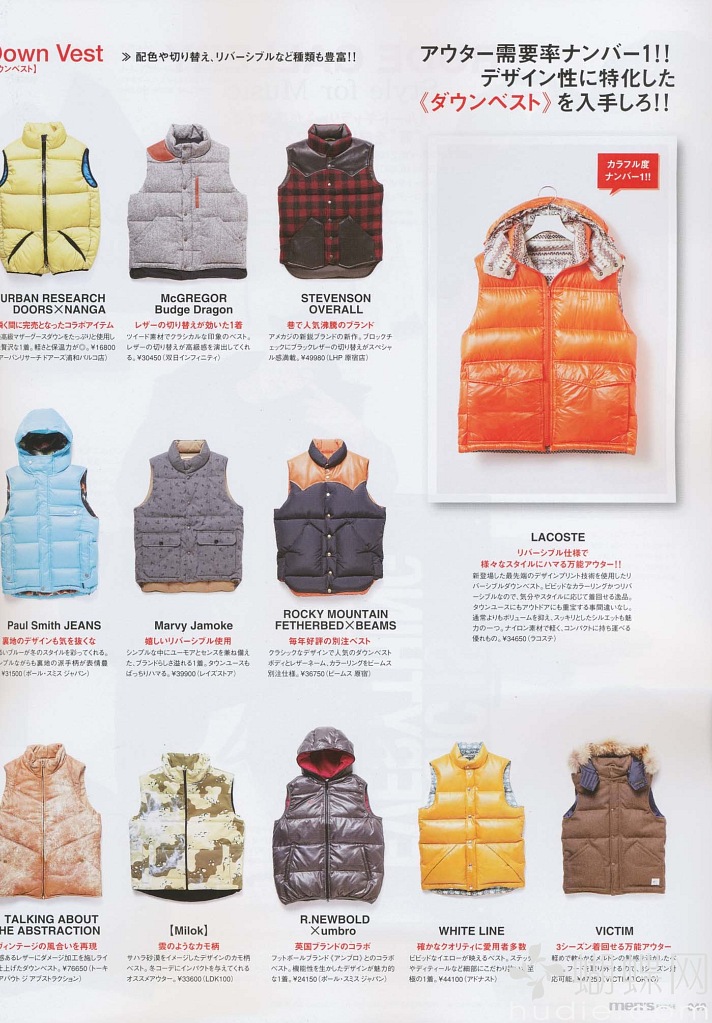 Down Vest
ウンベスト】
≫ 配色や切り替え、リバーシブルなど種類も豊富!!
アウター需要率ナンバー1!!
デザイン性に特化した
《ダウンベスト》を入手しろ!!
カラフル度
ナンバー1!!
URBAN RESEARCH
DOORS×NANGA
く間に完売となったコラボアイテム
高級マザーグースダウンをたっぷりと使用し
贅沢な1着。軽さと保温力が◎。¥16800
アーバンリサーチドアーズ浦和パルコ店)
McGREGOR
Budge Dragon
レザーの切り替えが効いた1着
ツイード素材でクラシカルな印象のベスト。
レザーの切り替えが高級感を演出してくれ
る。¥30450(双日インフィニティ)
STEVENSON
OVERALL
巷で人気沸騰のブランド
アメカジの新鋭ブランドの新作。ブロックチ
ェックにブラックレザーの切り替えがスペシャ
ル感満載。¥49980(LHP 原宿店)
LACOSTE
リバーシブル仕様で
様々なスタイルにハマる万能アウター!!
新登場した最先端のデザインプリント技術を使用したリ
バーシブルダウンベスト。ビビッドなカラーリングかつリバ
ーシブルなので、気分やスタイルに応じて着回せる逸品。
タウンユースにもアウトドアにも重宝する事間違いなし。
通常よりもボリュームを抑え、スッキリとしたシルエットも魅
力の一つ。ナイロン素材で軽く、コンパクトに持ち運べる
優れもの。¥34650(ラコステ)
Paul Smith JEANS
裏地のデザインも気を抜くな
るいブルーが冬のスタイルを彩ってくれる。
ンプルながらも裏地の派手柄が表情農
¥31500(ポール・スミス ジャパン)
Marvy Jamoke
嬉しいリバーシブル使用
シンプルな中にユーモアとセンスを兼ね備え
た、ブランドらしさ溢れる1着。タウンユースも
ばっちりハマる。¥39900(レイズストア)
ROCKY MOUNTAIN
FETHERBED×BEAMS
毎年好評の別注ベスト
クラシックなデザインで人気のダウンベスト
ボディとレザーネーム、カラーリングをビームス
別注仕様。¥36750(ビームス 原宿)
TALKING ABOUT
THE ABSTRACTION
ヴィンテージの風合いを再現
感あるレザーにダメージ加工を施しライ
仕上げたダウンベスト。¥76650(トーキ
アバウト ジ アブストラクション)
【Milok】
雲のようなカモ柄
サハラ砂漠をイメージしたデザインのカモ柄
ベスト。冬コーデにインパクトを与えてくれる
オススメアウター。¥33600(LDK100)
R.NEWBOLD
×umbro
英国ブランドのコラボ
フットボールブランド《アンブロ》とのコラボ
ベスト。機能性を生かしたデザインが魅力的
な1着。¥24150(ポール・スミス ジャパン)
WHITE LINE
確かなクオリティに愛用者多数
ビビッドなイエローが映えるベスト。ステッチ
やディティールなど細部にこだわり
極の1着。¥44100(アドナスト)
VICTIM
3シーズン着回せる万能アウター
軽めで軟らかなメルトンの
men's
蝴蝶网